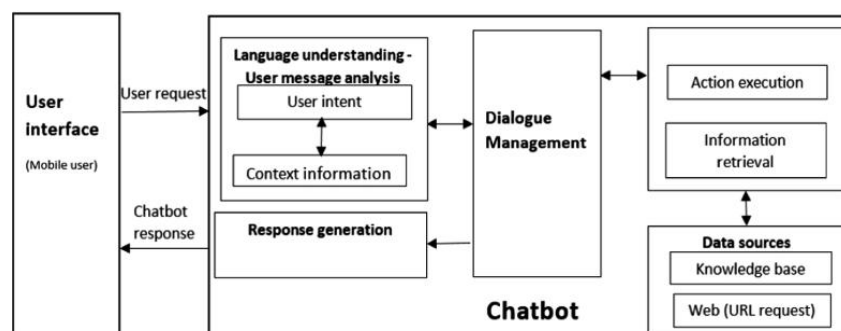 User
interface
(Mobile user)
User request
Chatbot
response
Language understanding -
User message analysis
User intent
Context information
Response generation
Dialogue
Management
Action execution
Information
retrieval
Data sources
Knowledge base
Web (URL request)
Chatbot